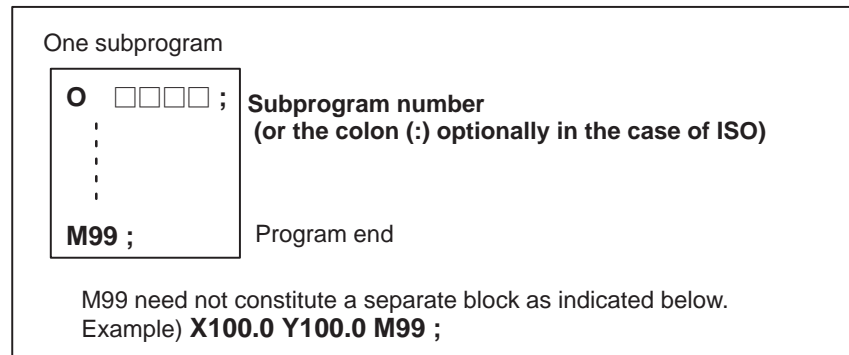 One subprogram
O □□□□ ; Subprogram number
(or the colon (:) optionally in the case of ISO)
M99 ; Program end
M99 need not constitute a separate block as indicated below.
Example) X100.0 Y100.0 M99 ;